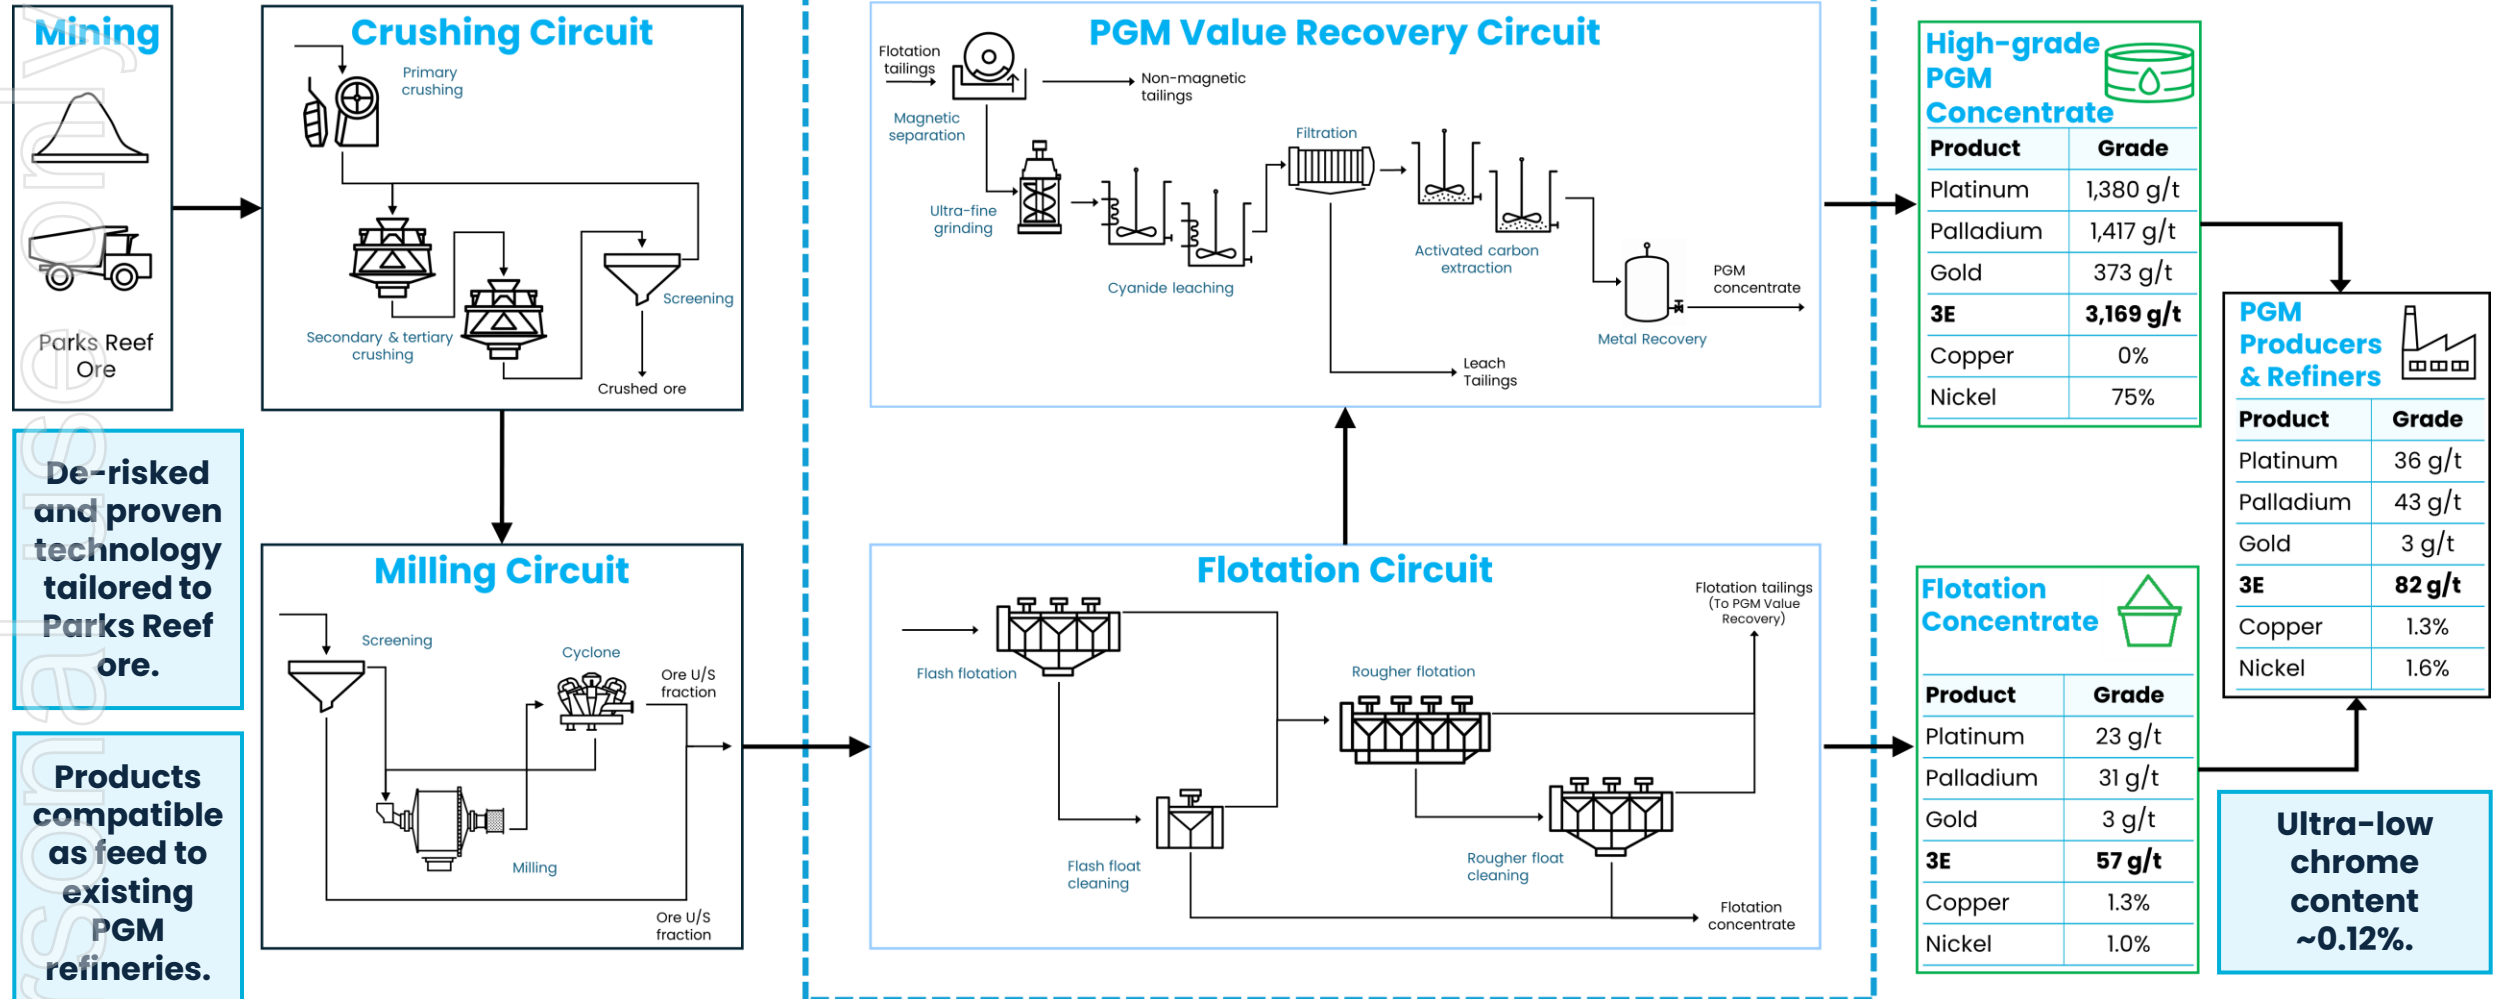 Mining
Parks Reef
Ore
De-risked
and proven
technology
tailored to
Parks Reef
ore.
Products
compatible
as feed to
existing
PGM
refineries.
Crushing Circuit
Primary
crushing
Secondary & tertiary
crushing
Screening
Crushed ore
Milling Circuit
Screening
Cyclone
Ore U/S
fraction
Milling
Ore U/S
fraction
PGM Value Recovery Circuit
Flotation
tailings
Non-magnetic
tailings
Magnetic
separation
Ultra-fine
grinding
Cyanide leaching
Filtration
Activated carbon
extraction
Leach
Tailings
Metal Recovery
PGM
concentrate
Flotation Circuit
Flash flotation
Flash float
cleaning
Rougher flotation
Rougher float
cleaning
Flotation tailings
(To PGM Value
Recovery)
Flotation
concentrate
High-grade
PGM
Concentrate
Product Grade
Platinum 1,380 g/t
Palladium 1,417 g/t
Gold 373 g/t
3E 3,169 g/t
Copper 0%
Nickel 75%
Flotation
Concentrate
Product Grade
Platinum 23 g/t
Palladium 31 g/t
Gold 3 g/t
3E 57 g/t
Copper 1.3%
Nickel 1.0%
PGM
Producers
& Refiners
Product Grade
Platinum 36 g/t
Palladium 43 g/t
Gold 3 g/t
3E 82 g/t
Copper 1.3%
Nickel 1.6%
Ultra-low
chrome
content
~0.12%.
rsonal use only